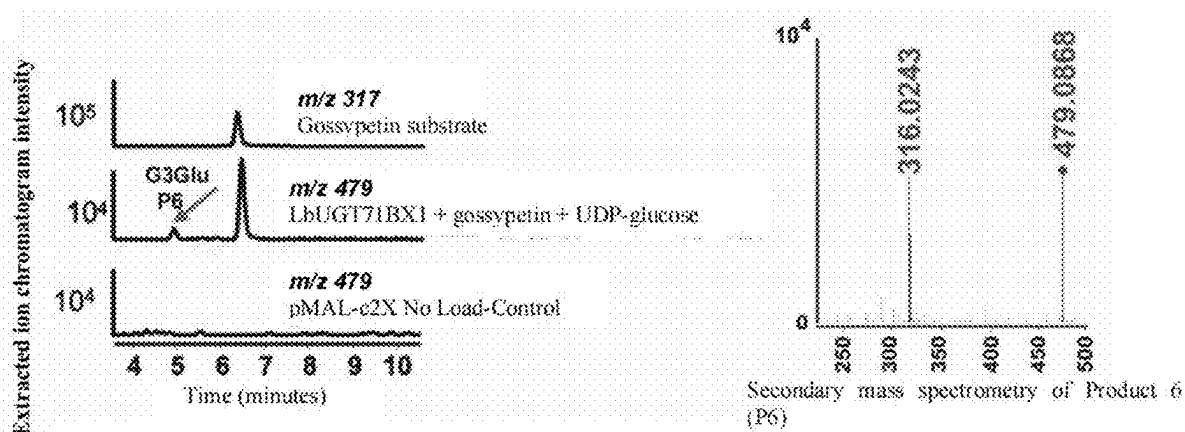 Extracted ion chromatogram intensity
10⁵
m/z 317
Gossypetin substrate
G3Glu
P6
10⁴
m/z 479
LbUGT71BX1 + gossypetin + UDP-glucose
10⁴
m/z 479
pMAL-c2X No Load-Control
4 5 6 7 8 9 10
Time (minutes)
10⁴
316.0243
479.0868
0
250 300 350 400 450 500
Secondary mass spectrometry of Product 6
(P6)